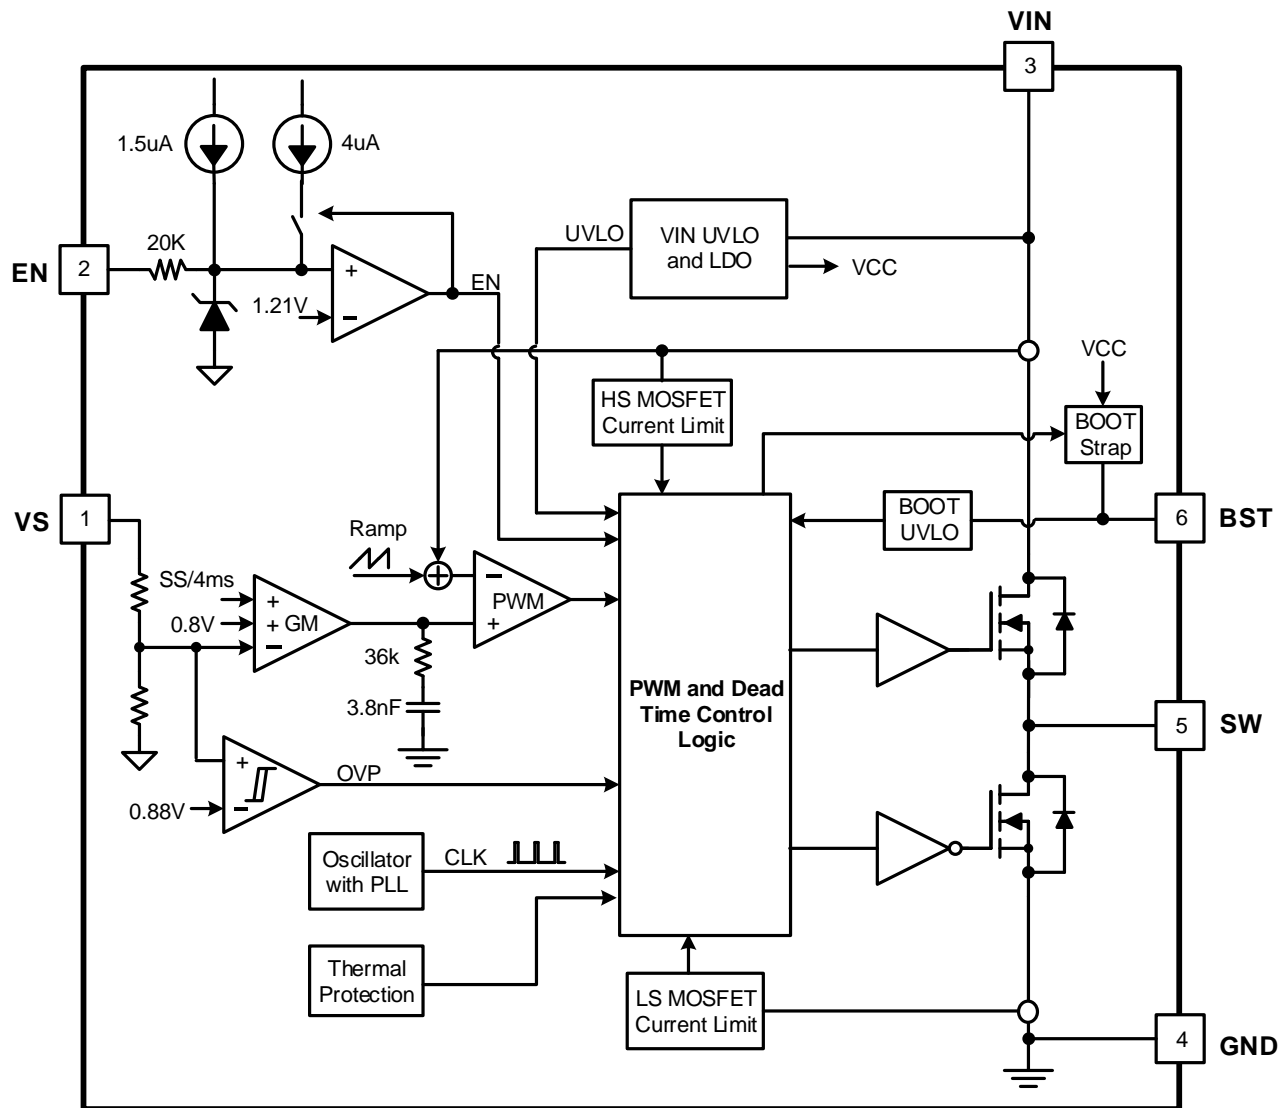 VIN
3
1.5uA
4uA
20K
EN
2
1.21V
EN
UVLO
VIN UVLO
and LDO
VCC
VCC
HS MOSFET
Current Limit
BOOT
Strap
VS
1
BOOT
UVLO
6
BST
Ramp
SS/4ms
0.8V
GM
PWM
36k
3.8nF
PWM and Dead
Time Control
Logic
5
SW
OVP
0.88V
Oscillator
with PLL
CLK
Thermal
Protection
LS MOSFET
Current Limit
4
GND